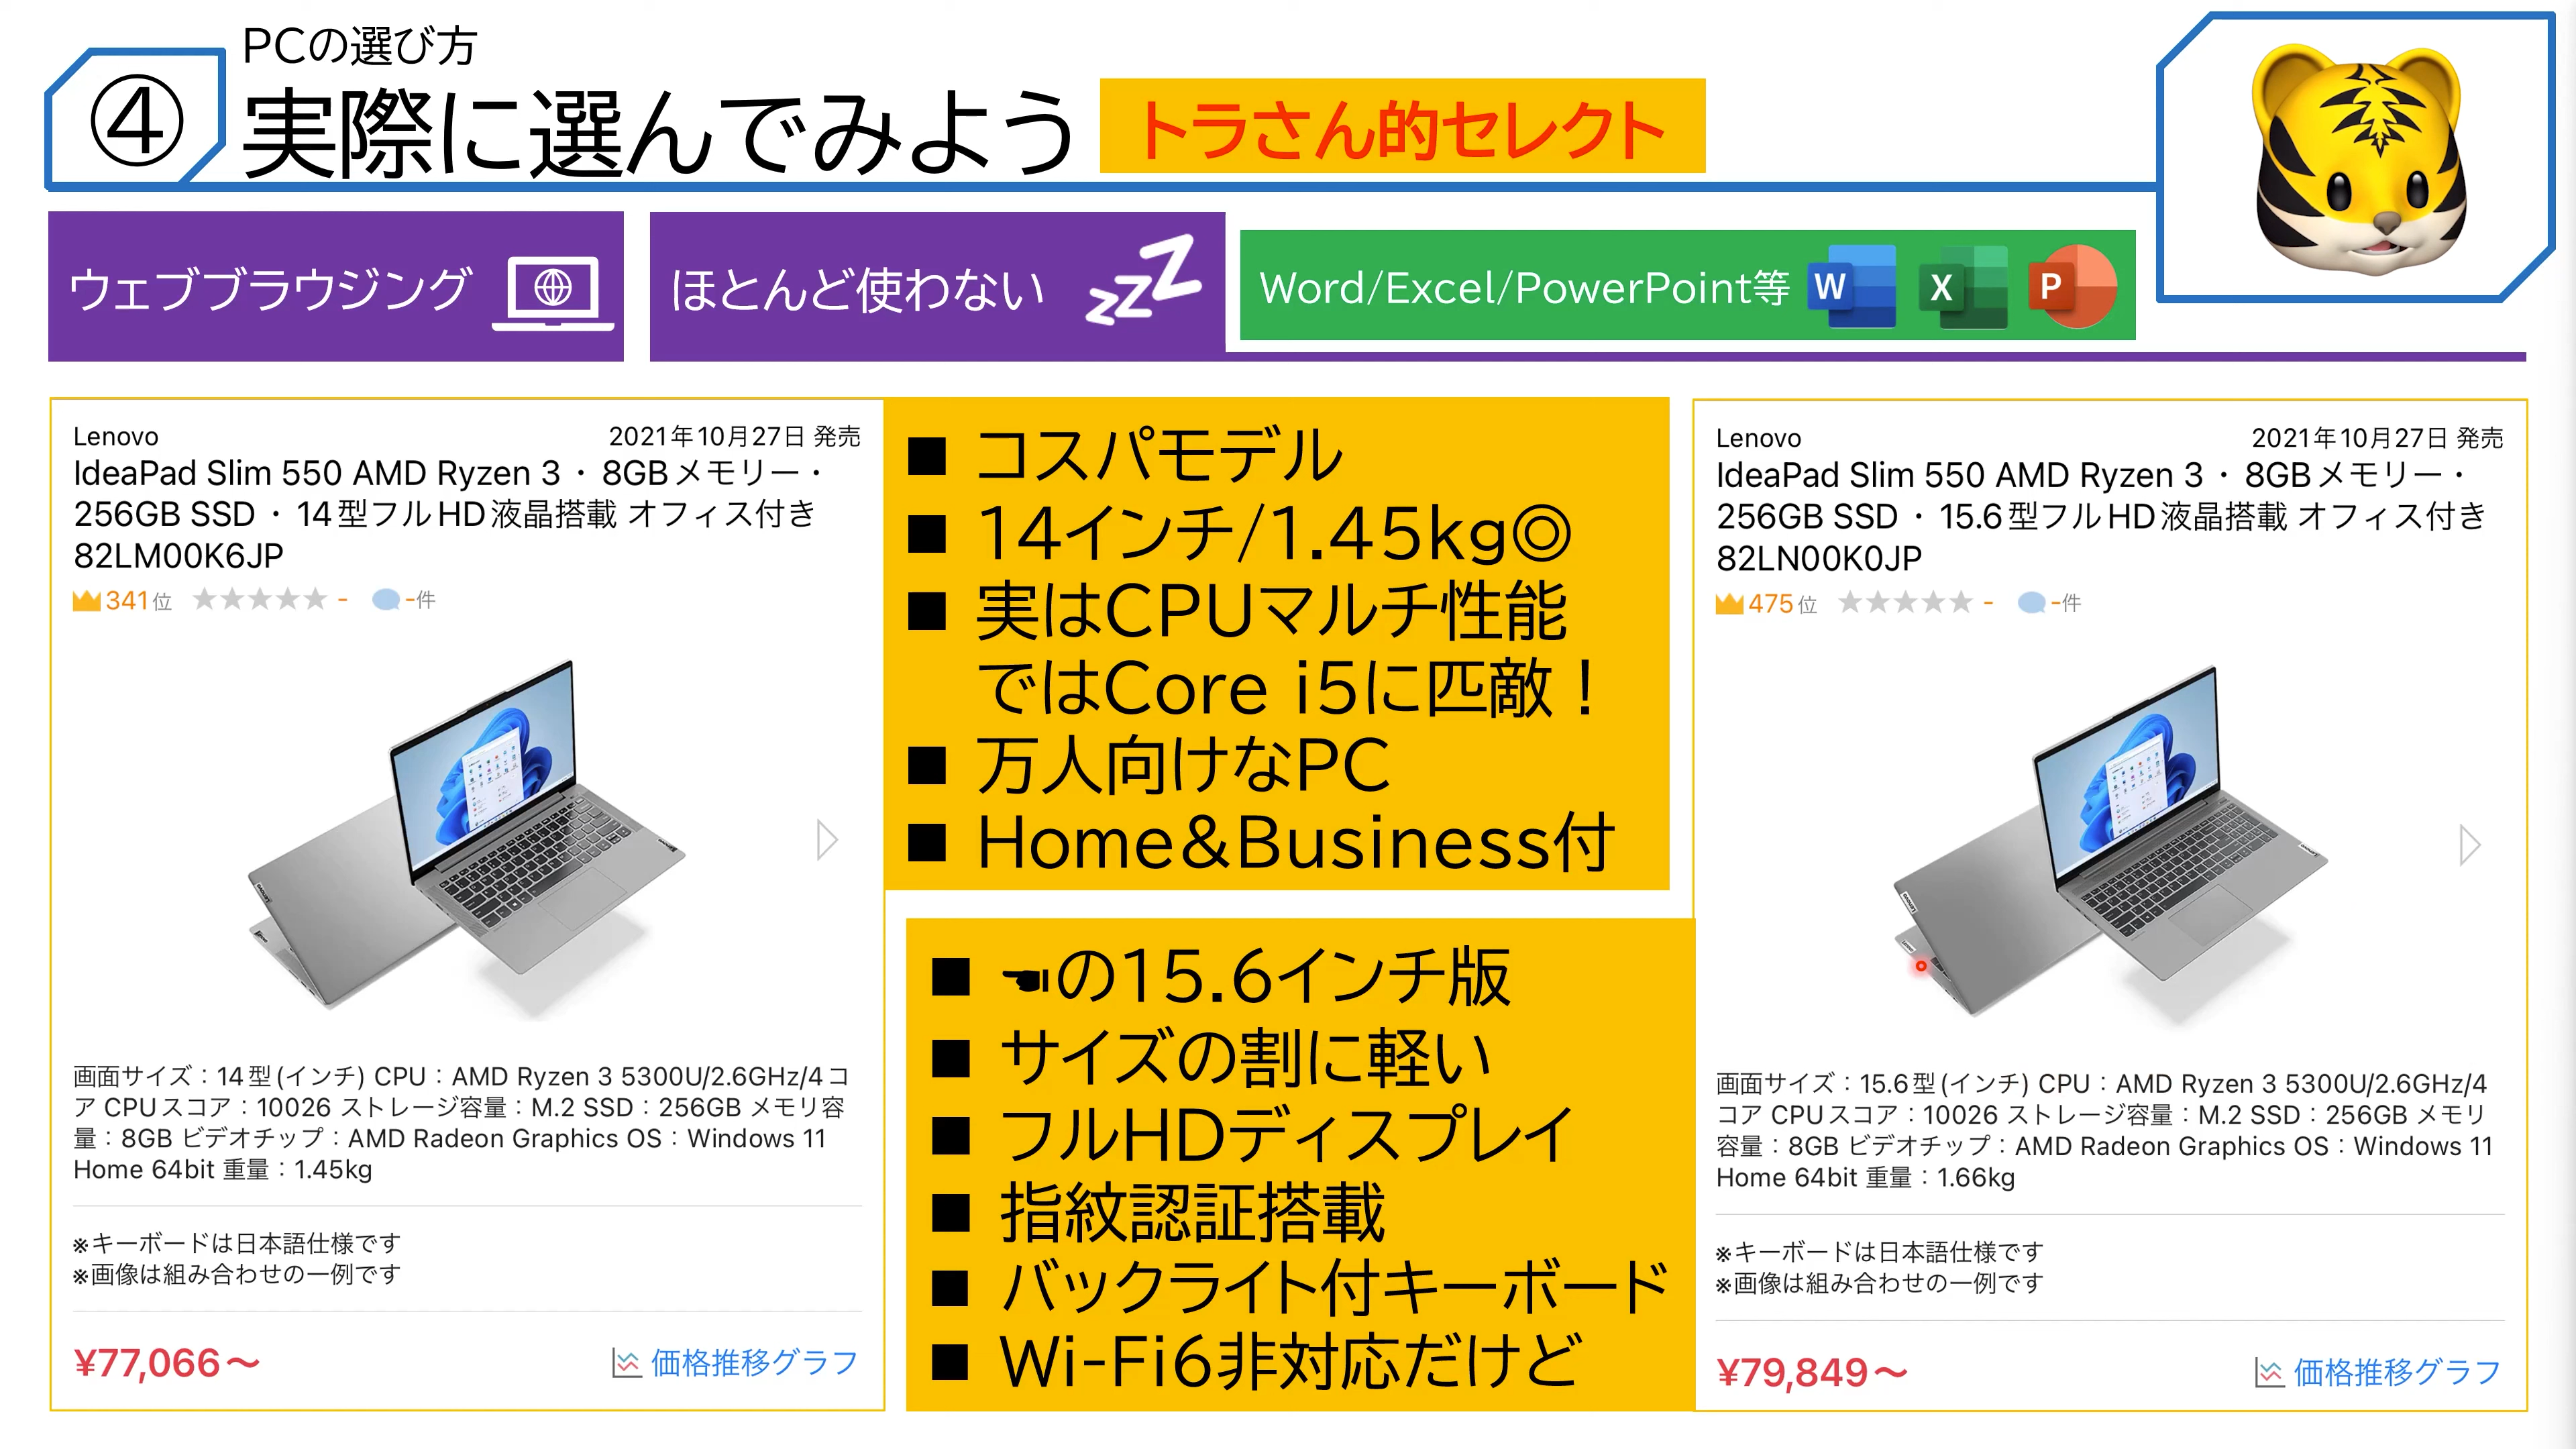 PCの選び方
④
実際に選んでみよう
トラさん的セレクト
ウェブブラウジング
ほとんど使わない
zzZ
Word/Excel/PowerPoint等
W
X
P
Lenovo
2021年10月27日 発売
IdeaPad Slim 550 AMD Ryzen 3・8GBメモリー・
256GB SSD・14型フルHD液晶搭載 オフィス付き
82LM00K6JP
341位
★★★★★ -
-件
画面サイズ：14型(インチ) CPU：AMD Ryzen 3 5300U/2.6GHz/4コ
ア CPUスコア：10026 ストレージ容量：M.2 SSD：256GB メモリ容
量：8GB ビデオチップ：AMD Radeon Graphics OS：Windows 11
Home 64bit 重量：1.45kg
※キーボードは日本語仕様です
※画像は組み合わせの一例です
¥77,066～
価格推移グラフ
■ コスパモデル
■ 14インチ/1.45kg◎
■ 実はCPUマルチ性能
ではCore i5に匹敵！
■ 万人向けなPC
■ Home&Business付
■ ☚の15.6インチ版
■ サイズの割に軽い
■ フルHDディスプレイ
■ 指紋認証搭載
■ バックライト付キーボード
■ Wi-Fi6非対応だけど
Lenovo
2021年10月27日 発売
IdeaPad Slim 550 AMD Ryzen 3・8GBメモリー・
256GB SSD・15.6型フルHD液晶搭載 オフィス付き
82LN00K0JP
475位
★★★★★ -
-件
画面サイズ：15.6型(インチ) CPU：AMD Ryzen 3 5300U/2.6GHz/4
コア CPUスコア：10026 ストレージ容量：M.2 SSD：256GB メモリ
容量：8GB ビデオチップ：AMD Radeon Graphics OS：Windows 11
Home 64bit 重量：1.66kg
※キーボードは日本語仕様です
※画像は組み合わせの一例です
¥79,849～
価格推移グラフ